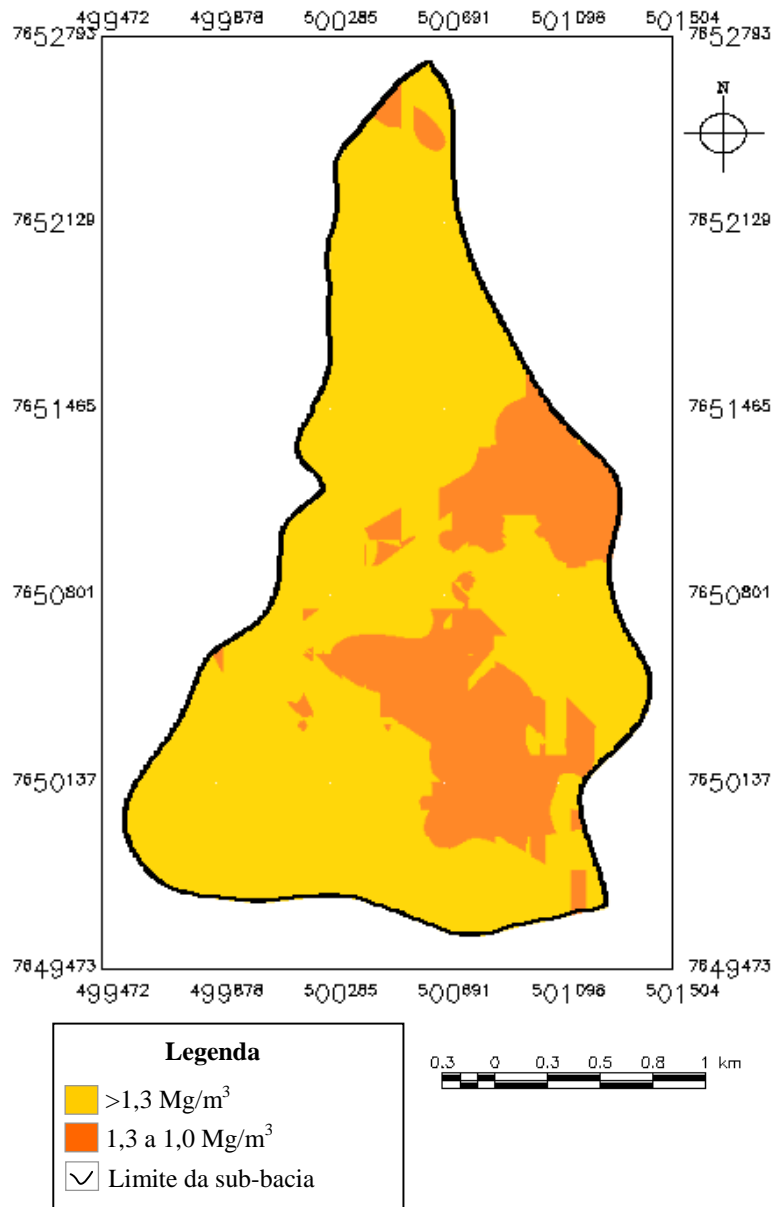 499472 499878 500285 500691 501098 501504
7652793 7652793
N
7652129 7652129
7651465 7651465
7650801 7650801
7650137 7650137
7649473 7649473
499472 499878 500285 500691 501098 501504
Legenda
>1,3 Mg/m³
1,3 a 1,0 Mg/m³
Limite da sub-bacia
0.3 0 0.3 0.5 0.8 1 km